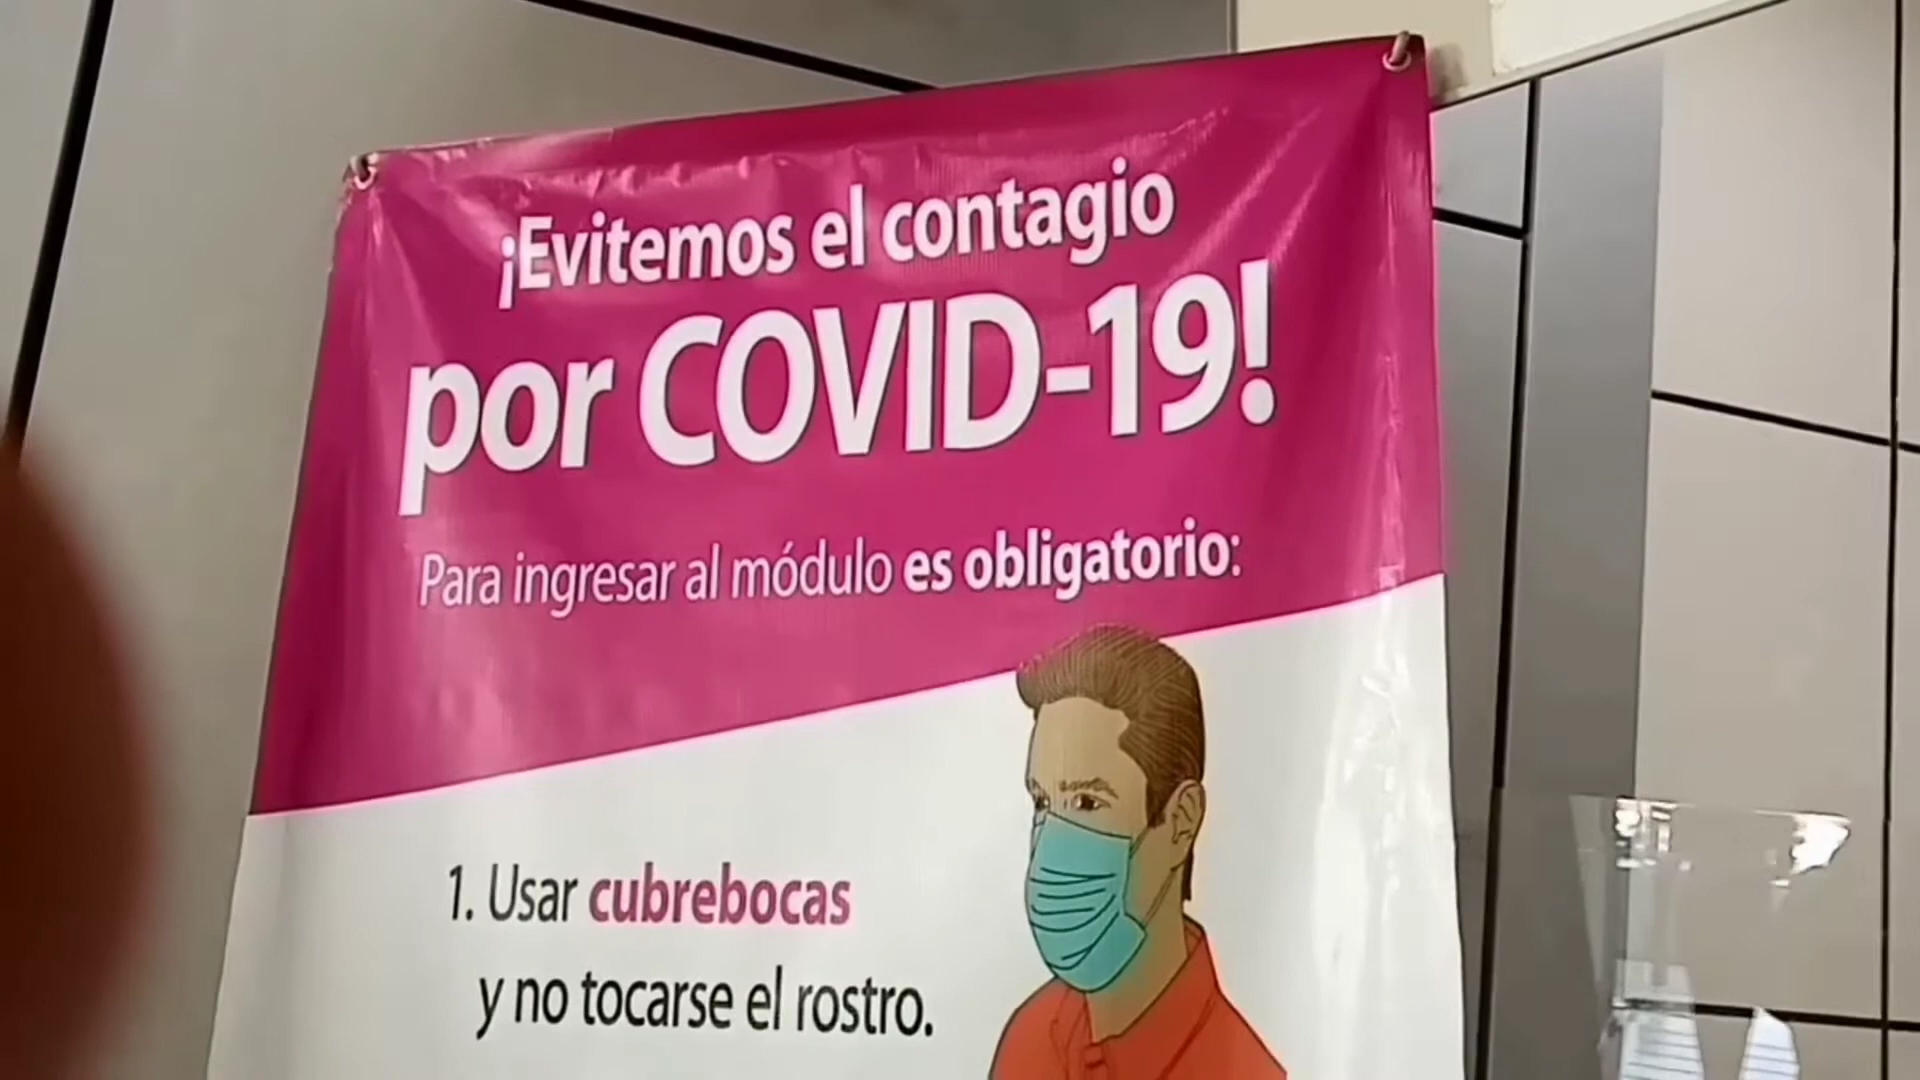 ¡Evitemos el contagio
por COVID-19!
Para ingresar al módulo es obligatorio:
1. Usar cubrebocas
y no tocarse el rostro.